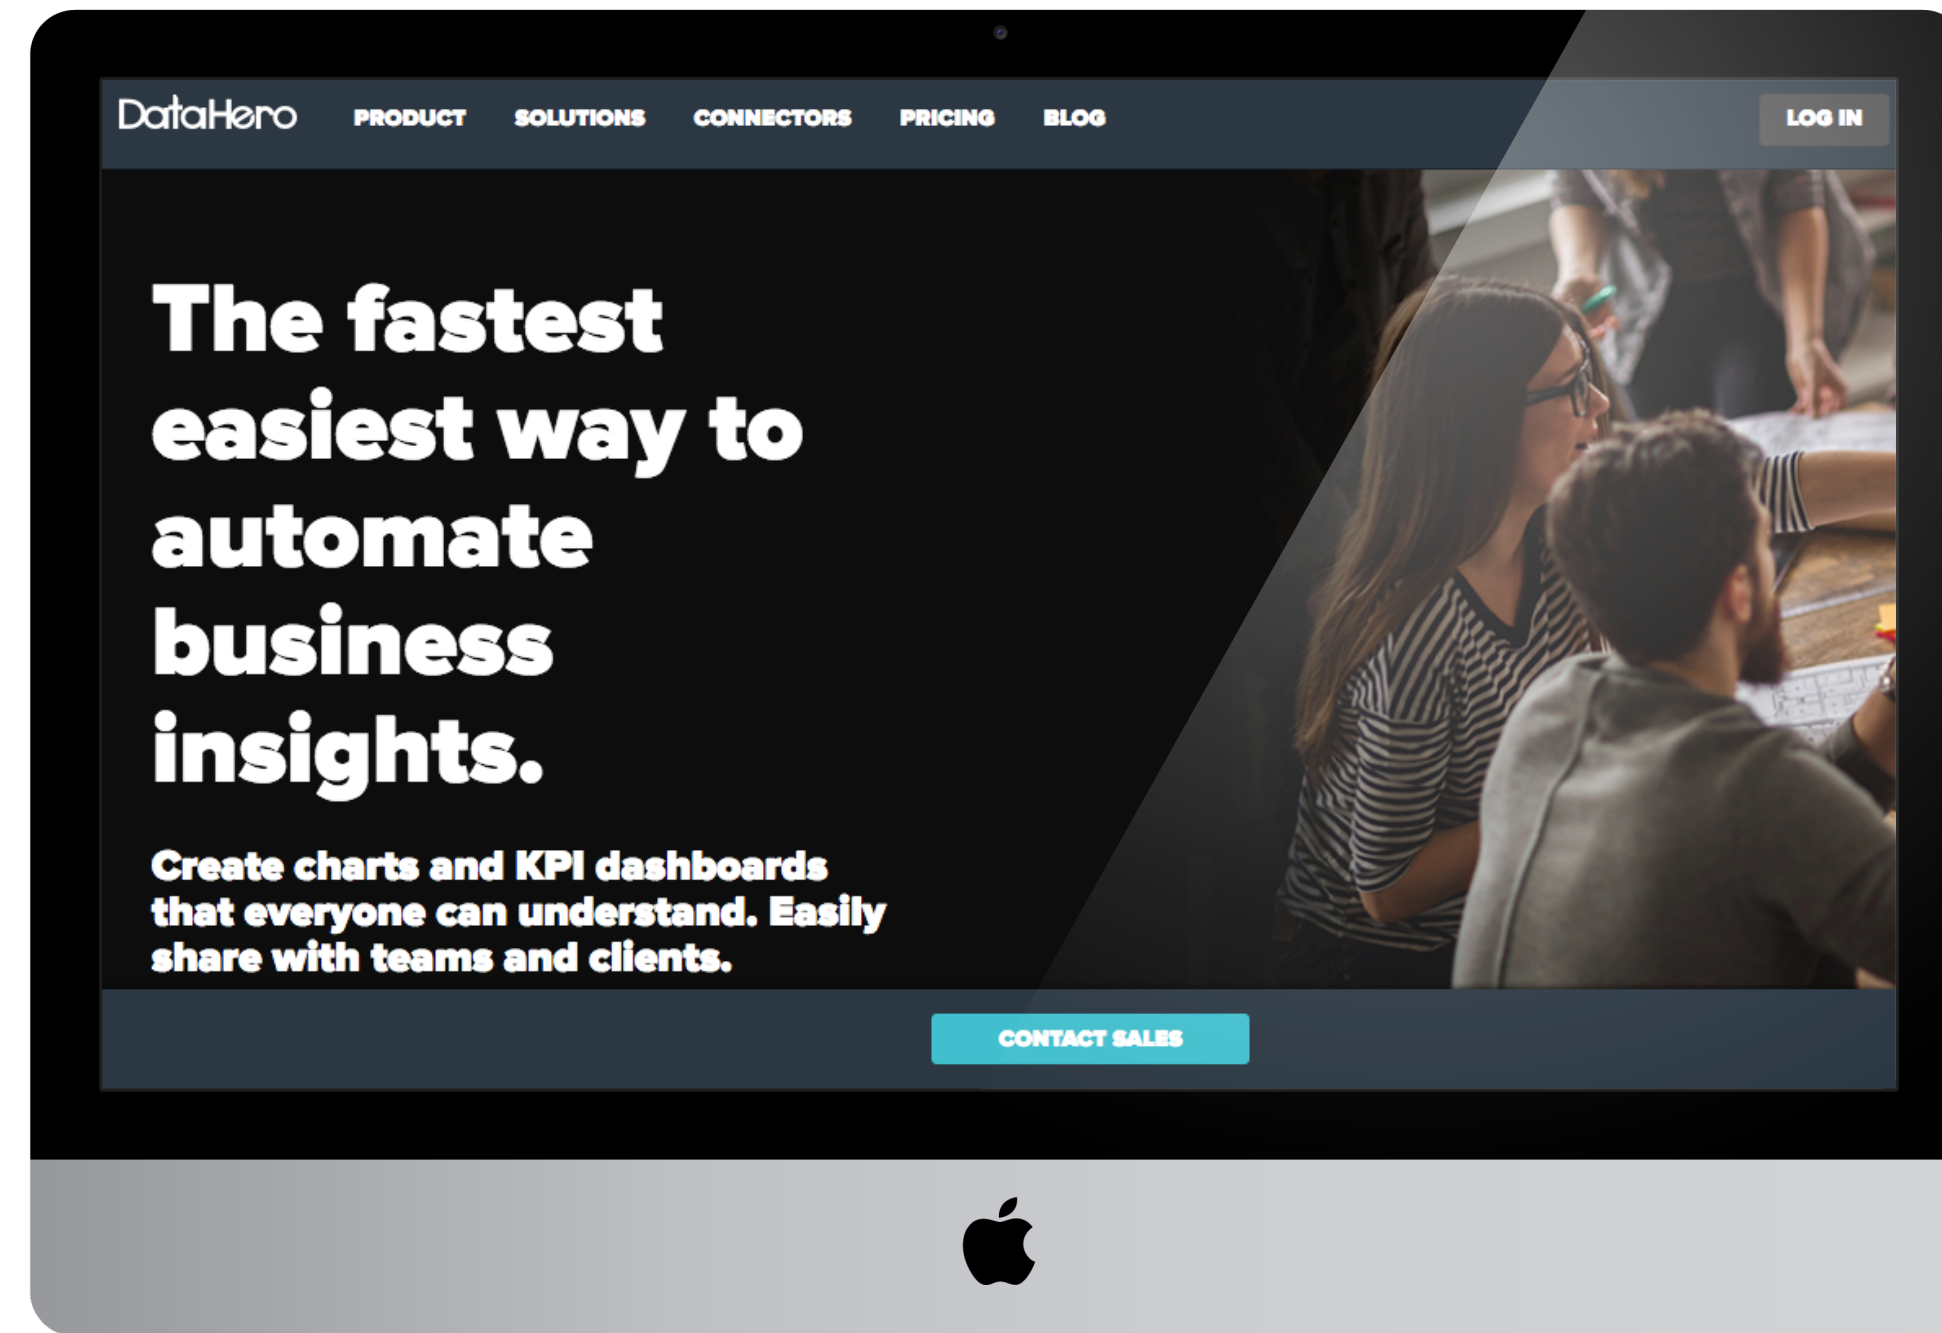 DataHero PRODUCT SOLUTIONS CONNECTORS PRICING BLOG LOG IN
The fastest
easiest way to
automate
business
insights.
Create charts and KPI dashboards
that everyone can understand. Easily
share with teams and clients.
CONTACT SALES